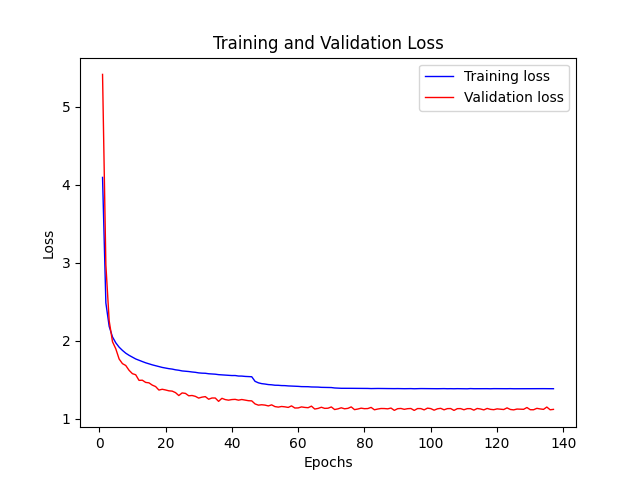 Training and Validation Loss
Training loss
Validation loss
Loss
5
4
3
2
1
0 20 40 60 80 100 120 140
Epochs